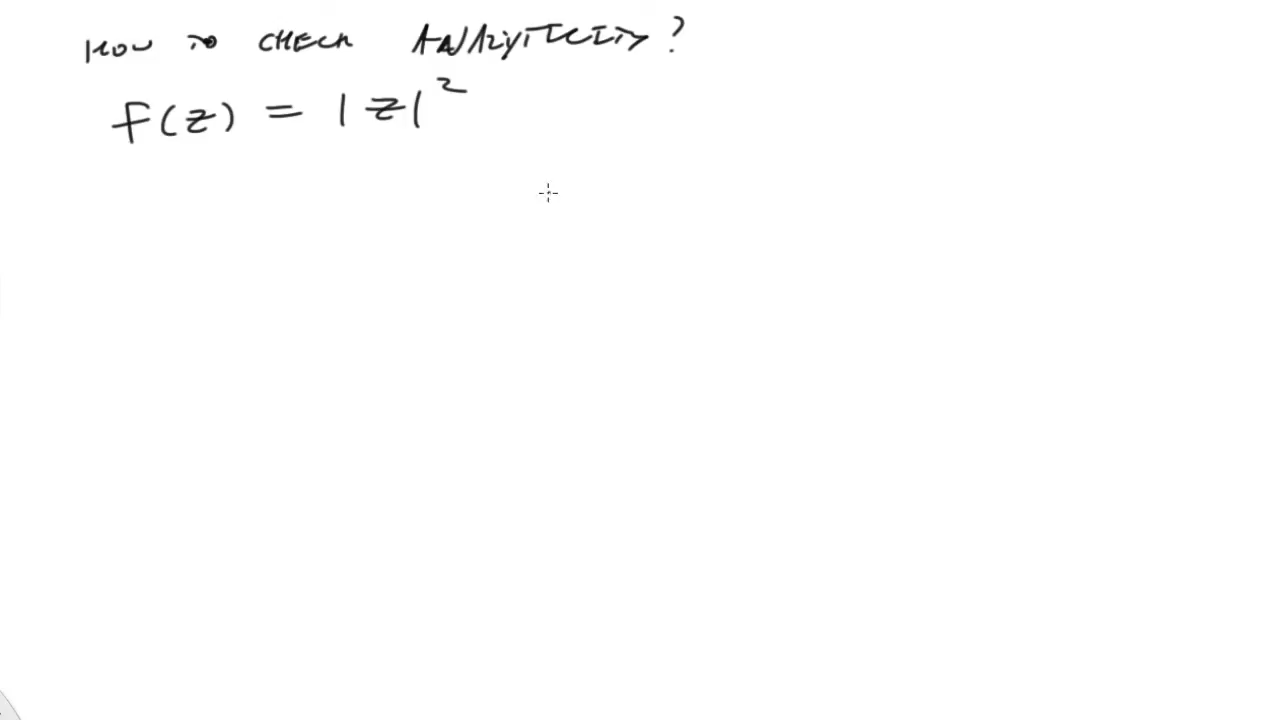 HOW TO CHECK ANALYTICITY?
F(z) = |z|²